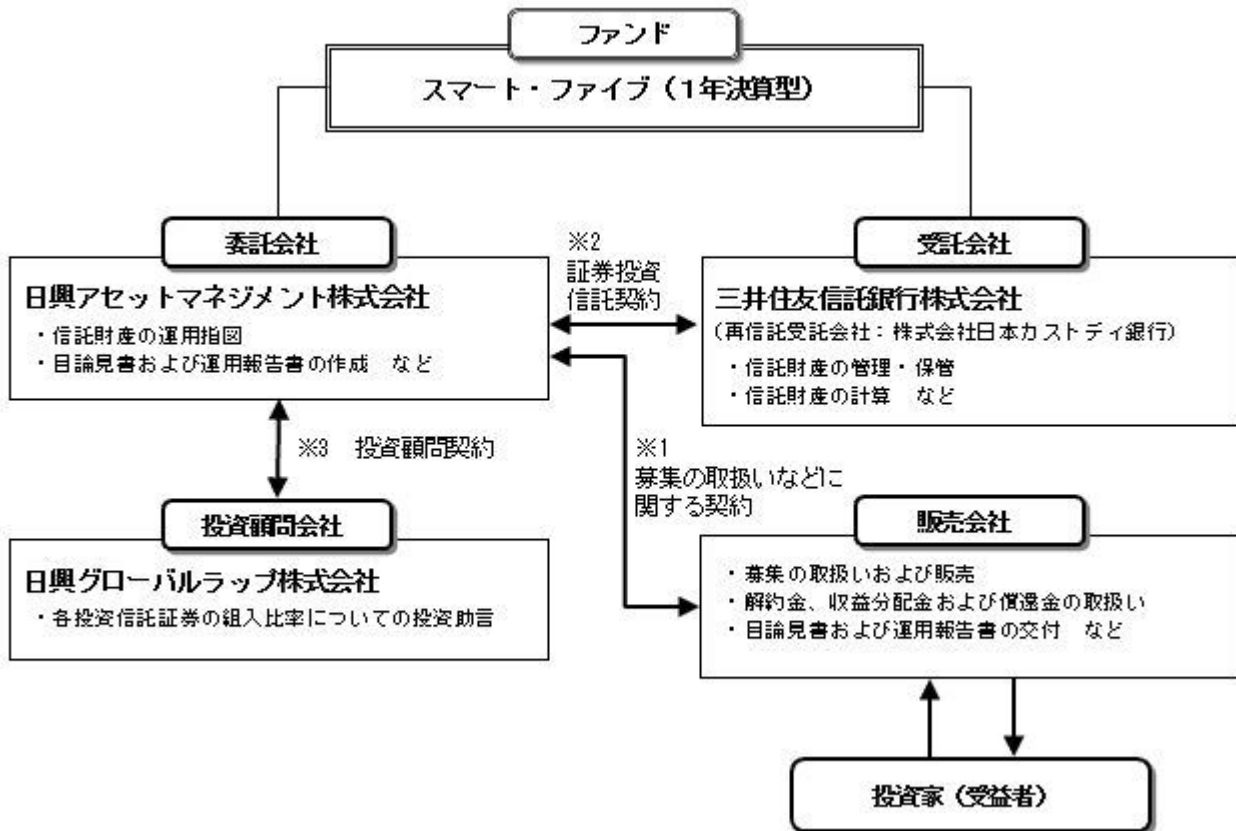 ファンド
スマート・ファイブ（１年決算型）
委託会社
日興アセットマネジメント株式会社
・信託財産の運用指図
・目論見書および運用報告書の作成　など
※2
証券投資
信託契約
受託会社
三井住友信託銀行株式会社
（再信託受託会社：株式会社日本カストディ銀行）
・信託財産の管理・保管
・信託財産の計算　など
※3　投資顧問契約
※1
募集の取扱いなどに
関する契約
投資顧問会社
日興グローバルラップ株式会社
・各投資信託証券の組入比率についての投資助言
販売会社
・募集の取扱いおよび販売
・解約金、収益分配金および償還金の取扱い
・目論見書および運用報告書の交付　など
投資家（受益者）